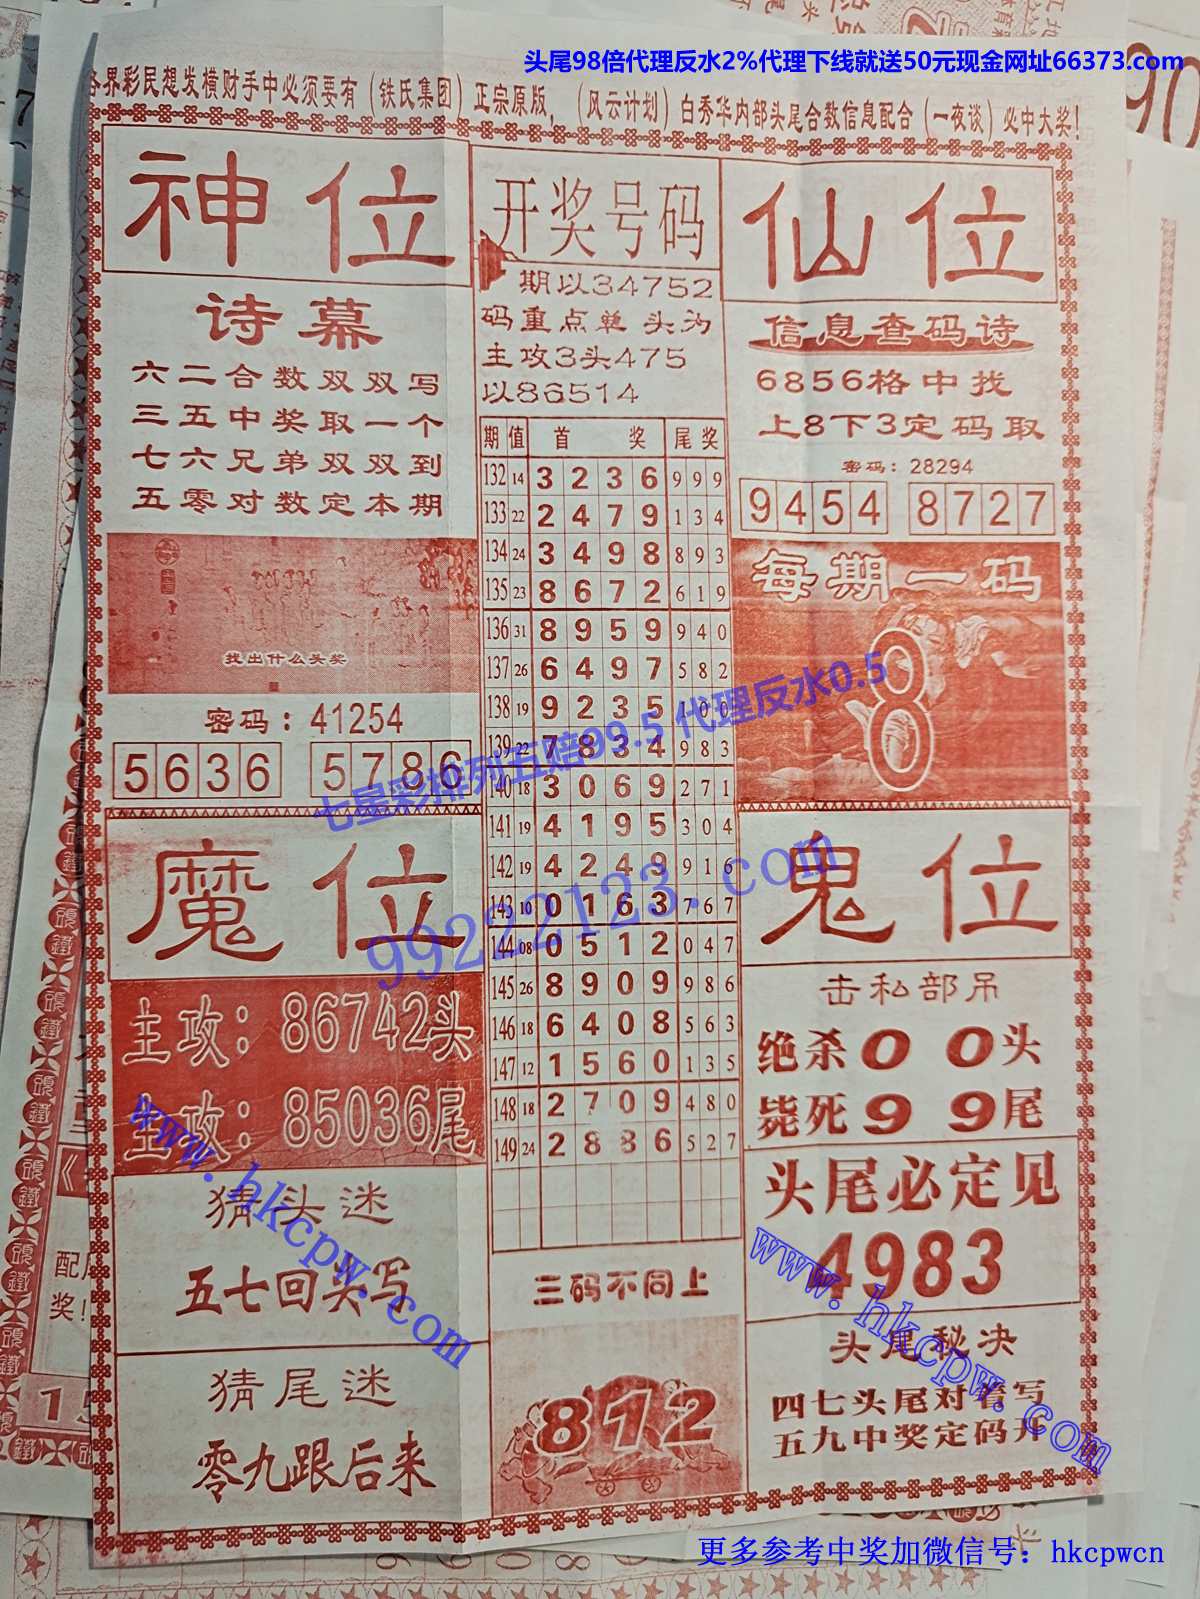 头尾98倍代理反水2%代理下线就送50元现金网址66373.com
各界彩民想发横财手中必须要有（铁氏集团）正宗原版，（风云计划）白秀华内部头尾合数信息配合（一夜谈）必中大奖！
神位
诗幕
六二合数双双写
三五中奖取一个
七六兄弟双双到
五零对数定本期
找出什么头奖
密码：41254
5636 5786
开奖号码
期以34752
码重点单头为
主攻3头475
以86514
期 值 首 奖 尾 奖
132 14 3 2 3 6 9 9 9
133 22 2 4 7 9 1 3 4
134 24 3 4 9 8 8 9 3
135 23 8 6 7 2 6 1 9
136 31 8 9 5 9 9 4 0
137 26 6 4 9 7 5 8 2
138 19 9 2 3 5 1 0 0
139 22 7 8 3 4 9 8 3
140 18 3 0 6 9 2 7 1
141 19 4 1 9 5 3 0 4
142 19 4 2 4 9 9 1 6
143 10 0 1 6 3 7 6 7
144 08 0 5 1 2 0 4 7
145 26 8 9 0 9 9 8 6
146 18 6 4 0 8 5 6 3
147 12 1 5 6 0 1 3 5
148 18 2 7 0 9 4 8 0
149 24 2 8 8 6 5 2 7
三码不同上
812
仙位
信息查码诗
6856格中找
上8下3定码取
密码：28294
9454 8727
每期一码
8
七星彩排列五赔99.5 代理反水0.5
99222123.com
魔位
主攻：86742头
主攻：85036尾
猜头迷
五七回头写
猜尾迷
零九跟后来
鬼位
击私部吊
绝杀0 0头
毙死9 9尾
头尾必定见
4983
头尾秘决
四七头尾对着写
五九中奖定码开
www.hkcpw.com
www.hkcpw.com
更多参考中奖加微信号：hkcpwcn